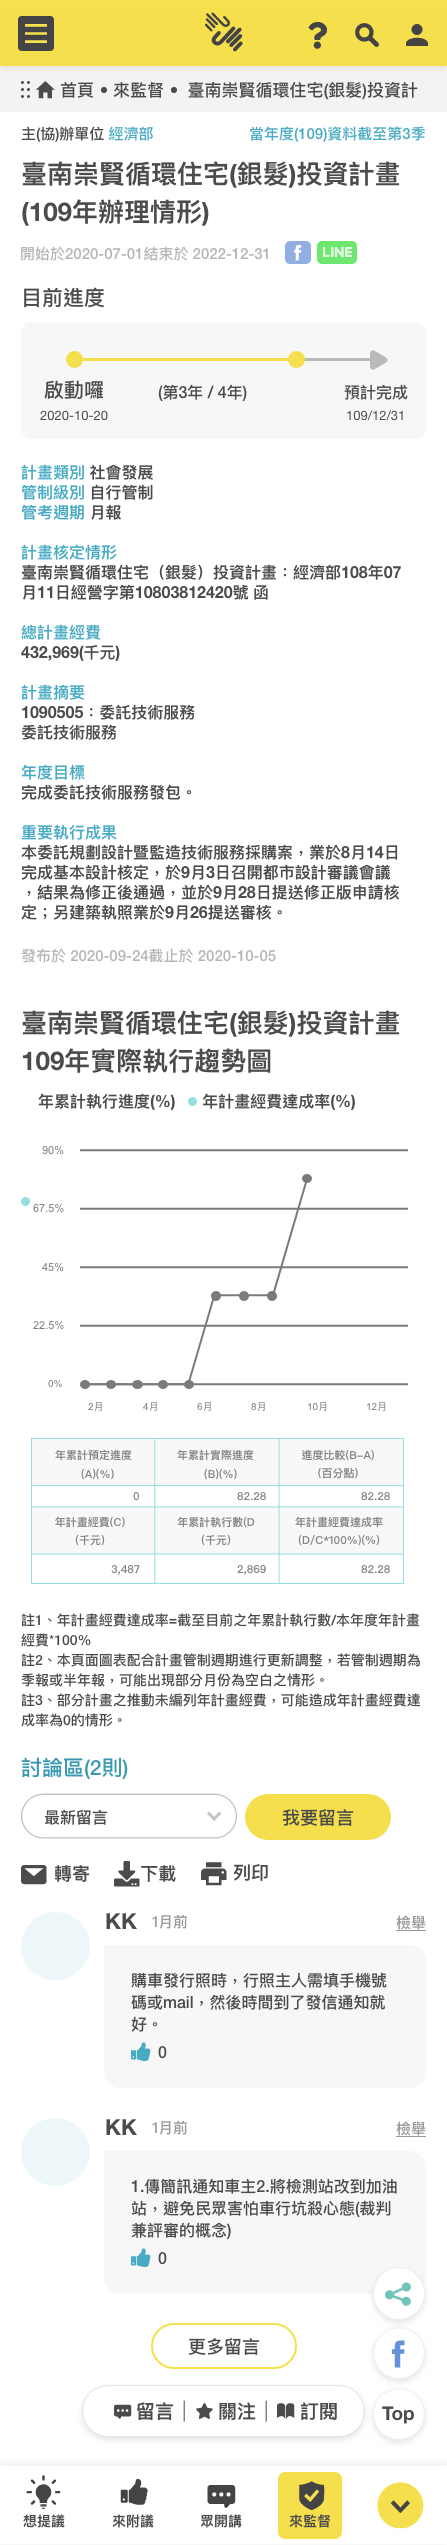 首頁 • 來監督 • 臺南崇賢循環住宅(銀髮)投資計
主(協)辦單位 經濟部
當年度(109)資料截至第3季
臺南崇賢循環住宅(銀髮)投資計畫
(109年辦理情形)
開始於2020-07-01結束於 2022-12-31
f
LINE
目前進度
啟動囉
(第3年 / 4年)
預計完成
2020-10-20
109/12/31
計畫類別 社會發展
管制級別 自行管制
管考週期 月報
計畫核定情形
臺南崇賢循環住宅（銀髮）投資計畫：經濟部108年07
月11日經營字第10803812420號 函
總計畫經費
432,969(千元)
計畫摘要
1090505：委託技術服務
委託技術服務
年度目標
完成委託技術服務發包。
重要執行成果
本委託規劃設計暨監造技術服務採購案，業於8月14日
完成基本設計核定，於9月3日召開都市設計審議會議
，結果為修正後通過，並於9月28日提送修正版申請核
定；另建築執照業於9月26提送審核。
發布於 2020-09-24截止於 2020-10-05
臺南崇賢循環住宅(銀髮)投資計畫
109年實際執行趨勢圖
年累計執行進度(%)
年計畫經費達成率(%)
90%
67.5%
45%
22.5%
0%
2月 4月 6月 8月 10月 12月
年累計預定進度 年累計實際進度 進度比較(B–A)
(A)(%) (B)(%) (百分點)
0 82.28 82.28
年計畫經費(C) 年累計執行數(D 年計畫經費達成率
(千元) (千元) (D/C*100%)(%)
3,487 2,869 82.28
註1、年計畫經費達成率=截至目前之年累計執行數/本年度年計畫
經費*100%
註2、本頁面圖表配合計畫管制週期進行更新調整，若管制週期為
季報或半年報，可能出現部分月份為空白之情形。
註3、部分計畫之推動未編列年計畫經費，可能造成年計畫經費達
成率為0的情形。
討論區(2則)
最新留言
我要留言
轉寄 下載 列印
KK 1月前 檢舉
購車發行照時，行照主人需填手機號
碼或mail，然後時間到了發信通知就
好。
0
KK 1月前 檢舉
1.傳簡訊通知車主2.將檢測站改到加油
站，避免民眾害怕車行坑殺心態(裁判
兼評審的概念)
0
更多留言
f
留言 關注 訂閱
Top
想提議 來附議 眾開講 來監督